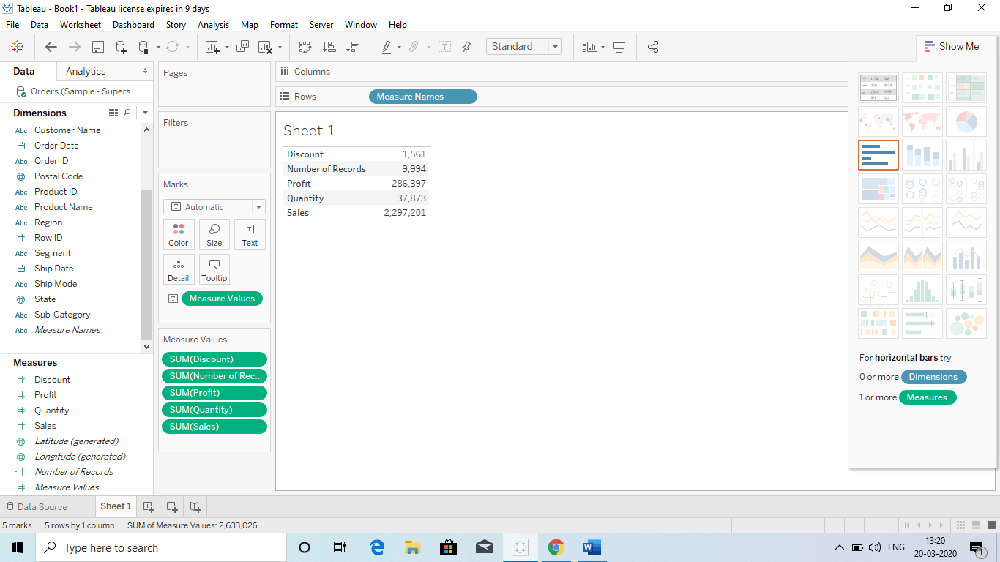 Tableau - Book1 - Tableau license expires in 9 days
File Data Worksheet Dashboard Story Analysis Map Format Server Window Help
Standard
Show Me
Data Analytics
Orders (Sample - Supers...
Dimensions
Abc Customer Name
Order Date
Abc Order ID
Postal Code
Abc Product ID
Abc Product Name
Abc Region
# Row ID
Abc Segment
Ship Date
Abc Ship Mode
State
Abc Sub-Category
Abc Measure Names
Measures
# Discount
# Profit
# Quantity
# Sales
Latitude (generated)
Longitude (generated)
=# Number of Records
# Measure Values
Pages
Filters
Marks
T Automatic
Color Size Text
Detail Tooltip
T Measure Values
Measure Values
SUM(Discount)
SUM(Number of Rec..
SUM(Profit)
SUM(Quantity)
SUM(Sales)
Columns
Rows Measure Names
Sheet 1
Discount 1,561
Number of Records 9,994
Profit 286,397
Quantity 37,873
Sales 2,297,201
For horizontal bars try
0 or more Dimensions
1 or more Measures
Data Source Sheet 1
5 marks 5 rows by 1 column SUM of Measure Values: 2,633,026
Type here to search
ENG
13:20
20-03-2020
1